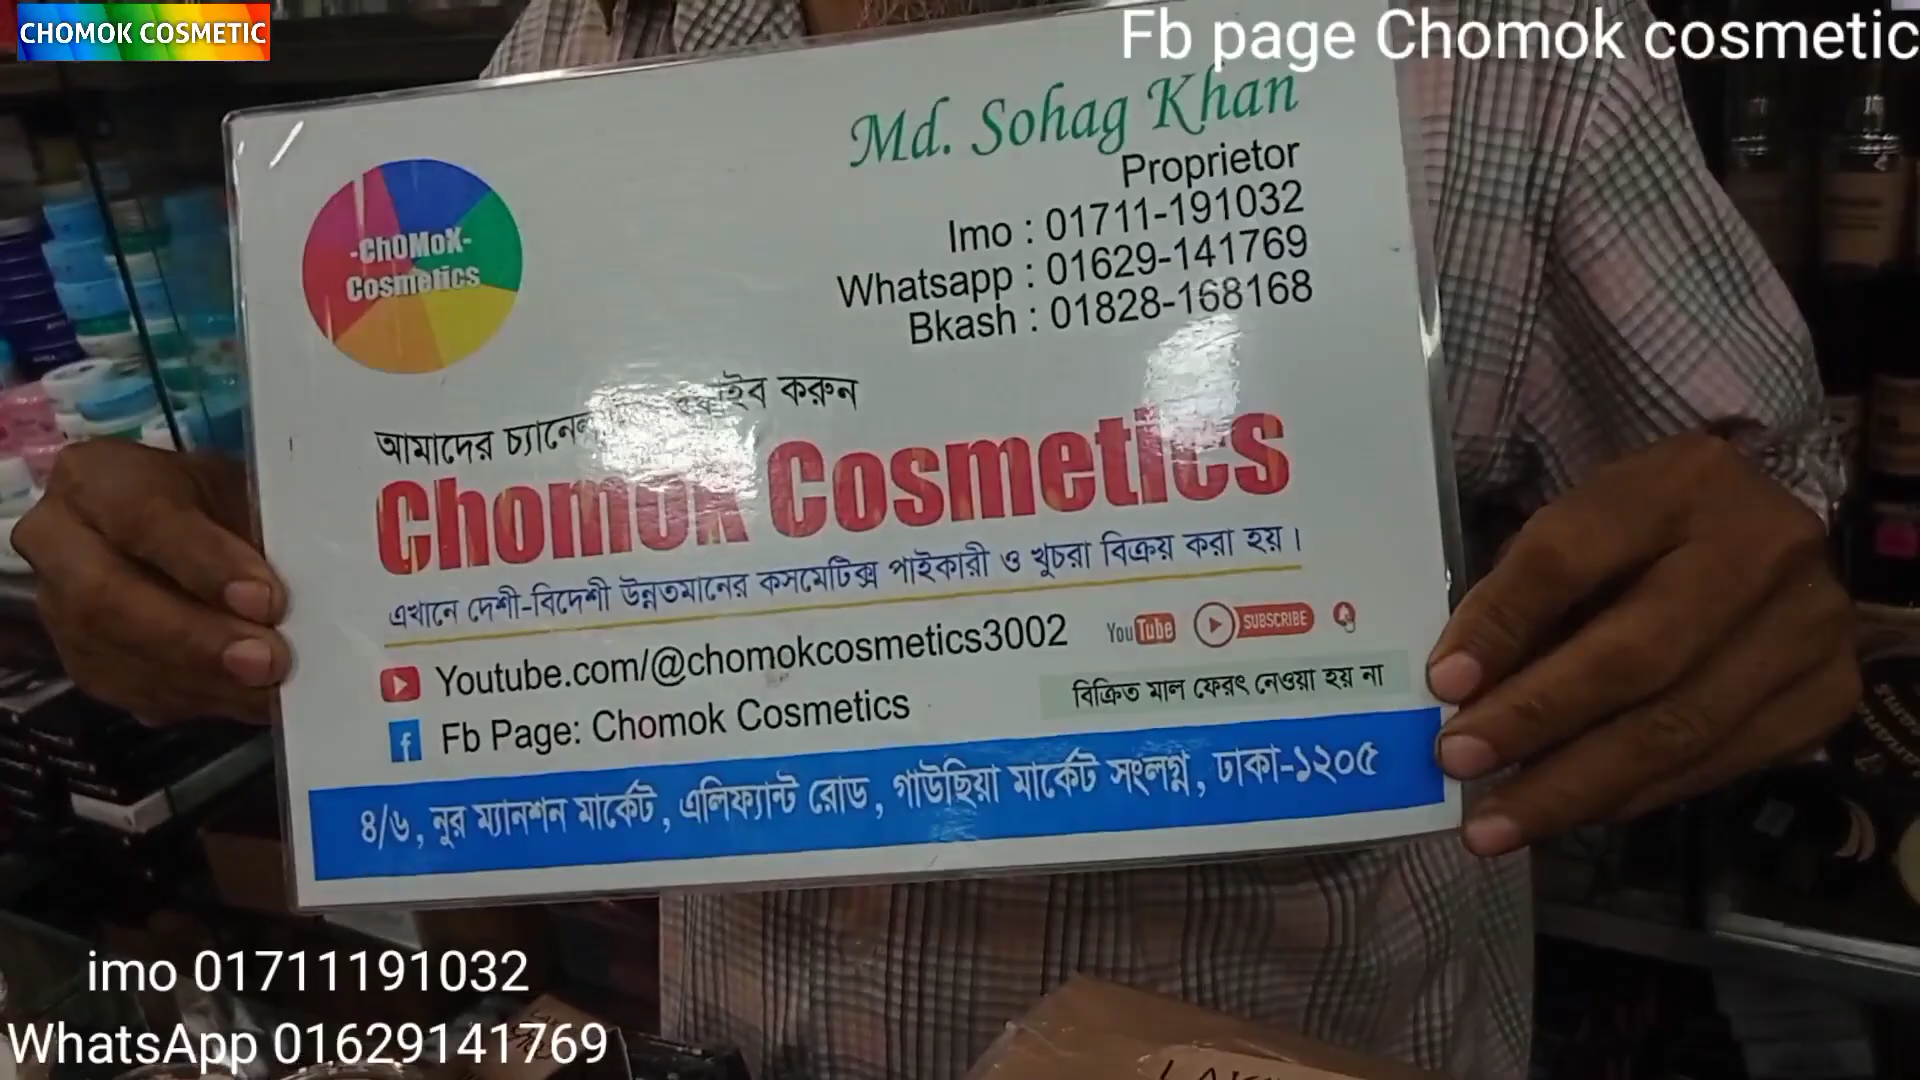 CHOMOK COSMETIC
Fb page Chomok cosmetic
Md. Sohag Khan
Proprietor
Imo : 01711-191032
Whatsapp : 01629-141769
Bkash : 01828-168168
-ChOMoK-
Cosmetics
আমাদের চ্যানেল করুন
Chomok Cosmetics
এখানে দেশী-বিদেশী উন্নতমানের কসমেটিক্স পাইকারী ও খুচরা বিক্রয় করা হয়।
Youtube.com/@chomokcosmetics3002
YouTube
SUBSCRIBE
Fb Page: Chomok Cosmetics
বিক্রিত মাল ফেরৎ নেওয়া হয় না
৪/৬, নুর ম্যানশন মার্কেট, এলিফ্যান্ট রোড, গাউছিয়া মার্কেট সংলগ্ন, ঢাকা-১২০৫
imo 01711191032
WhatsApp 01629141769